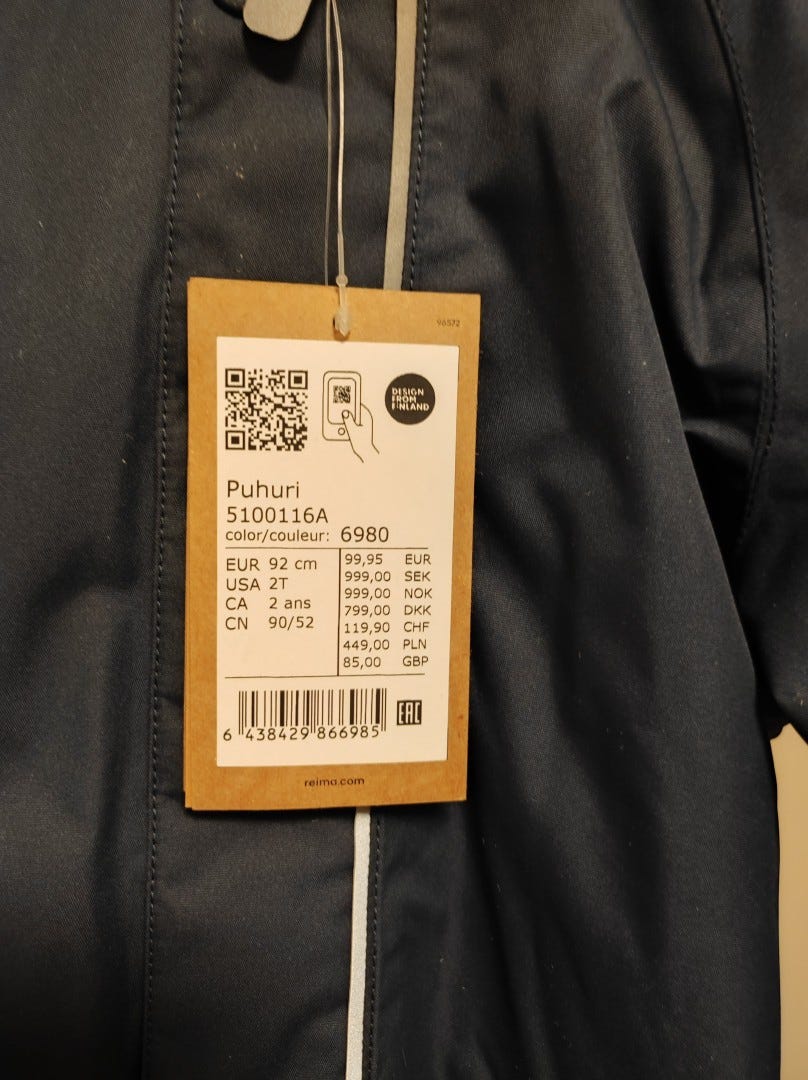 96572
DESIGN
FROM
FINLAND
Puhuri
5100116A
color/couleur: 6980
EUR 92 cm
USA 2T
CA 2 ans
CN 90/52
99,95 EUR
999,00 SEK
999,00 NOK
799,00 DKK
119,90 CHF
449,00 PLN
85,00 GBP
6 438429 866985
EAC
reima.com